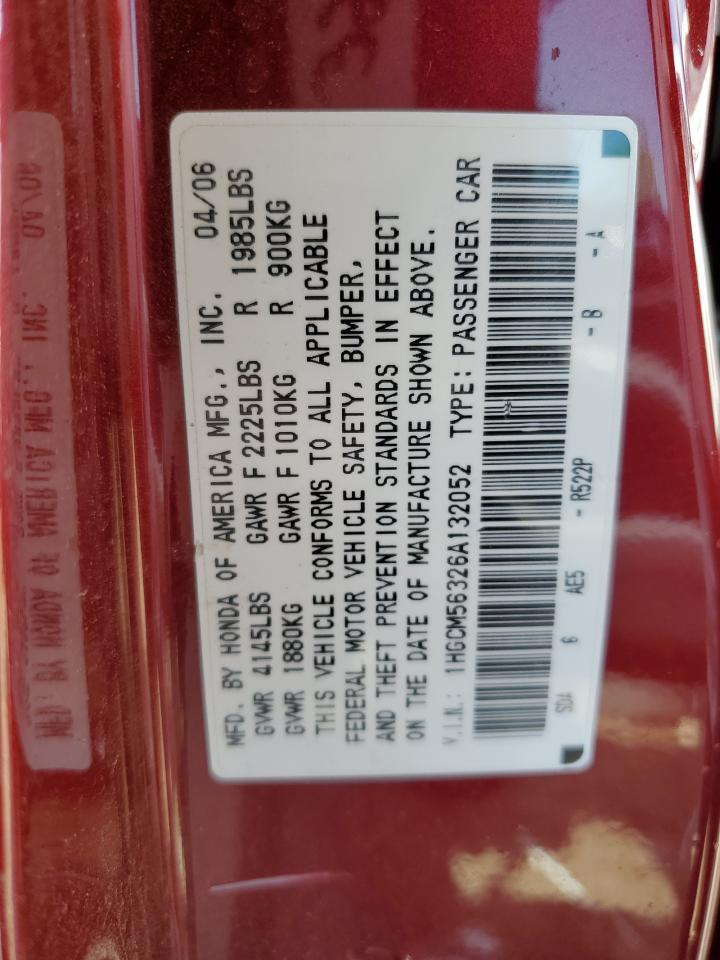 MFD. BY HONDA OF AMERICA MFG., INC. 04/06
GVWR 4145LBS GAWR F 2225LBS R 1985LBS
GVWR 1880KG GAWR F 1010KG R 900KG
THIS VEHICLE CONFORMS TO ALL APPLICABLE
FEDERAL MOTOR VEHICLE SAFETY, BUMPER,
AND THEFT PREVENTION STANDARDS IN EFFECT
ON THE DATE OF MANUFACTURE SHOWN ABOVE.
V.I.N.: 1HGCM56326A132052 TYPE: PASSENGER CAR
SDA 6 AE5 - R522P - B - A